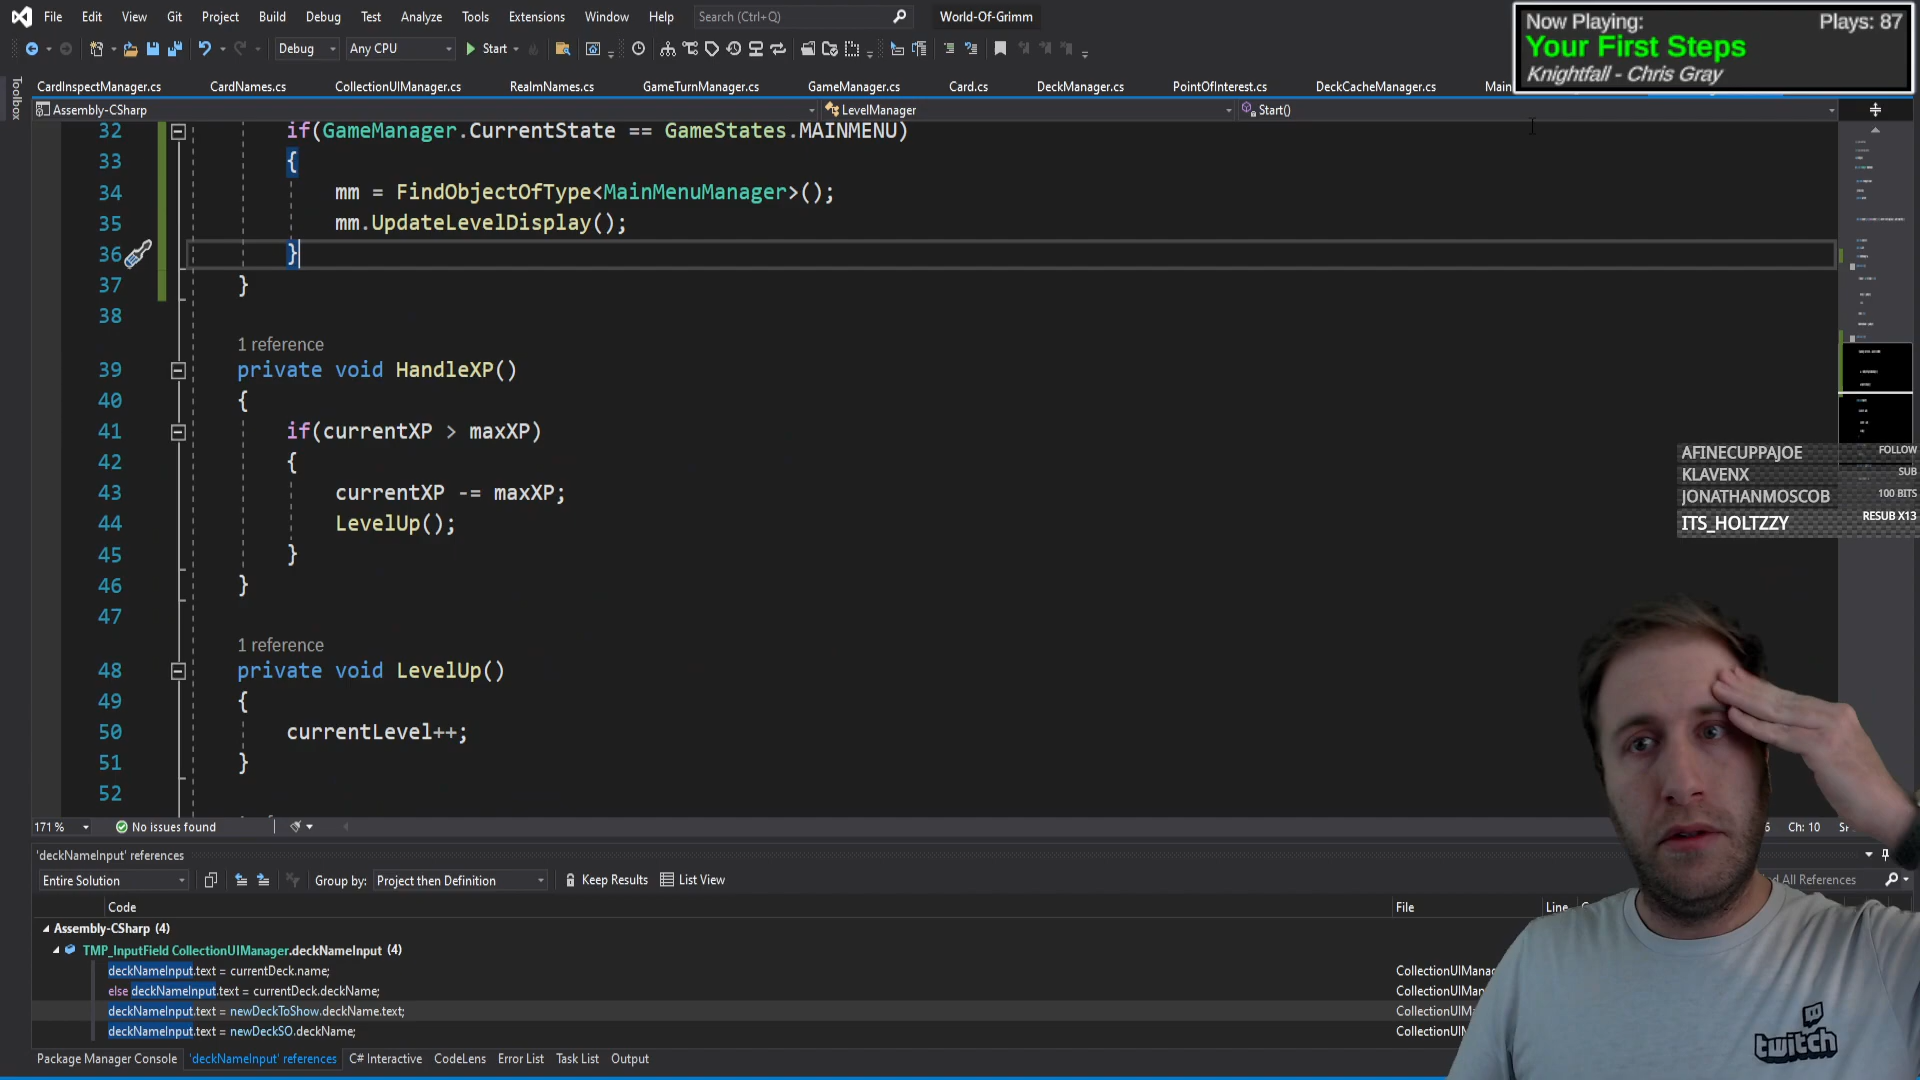 File Edit View Git Project Build Debug Test Analyze Tools Extensions Window Help Search (Ctrl+Q) World-Of-Grimm
Now Playing: Plays: 87
Your First Steps
Knightfall - Chris Gray
Debug Any CPU Start
Toolbox
CardInspectManager.cs CardNames.cs CollectionUIManager.cs RealmNames.cs GameTurnManager.cs GameManager.cs Card.cs DeckManager.cs PointOfInterest.cs DeckCacheManager.cs
Assembly-CSharp LevelManager Start()
32 if(GameManager.CurrentState == GameStates.MAINMENU)
33 {
34 mm = FindObjectOfType<MainMenuManager>();
35 mm.UpdateLevelDisplay();
36 }
37 }
38
1 reference
39 private void HandleXP()
40 {
41 if(currentXP > maxXP)
42 {
43 currentXP -= maxXP;
44 LevelUp();
45 }
46 }
47
1 reference
48 private void LevelUp()
49 {
50 currentLevel++;
51 }
52
AFINECUPPAJOE FOLLOW
KLAVENX SUB
JONATHANMOSCOB 100 BITS
ITS_HOLTZZY RESUB X13
171 % No issues found Ch: 10
'deckNameInput' references
Entire Solution Group by: Project then Definition Keep Results List View All References
Code File Line
Assembly-CSharp (4)
TMP_InputField CollectionUIManager.deckNameInput (4)
deckNameInput.text = currentDeck.name;
else deckNameInput.text = currentDeck.deckName;
deckNameInput.text = newDeckToShow.deckName.text;
deckNameInput.text = newDeckSO.deckName;
Package Manager Console 'deckNameInput' references C# Interactive CodeLens Error List Task List Output
twitch